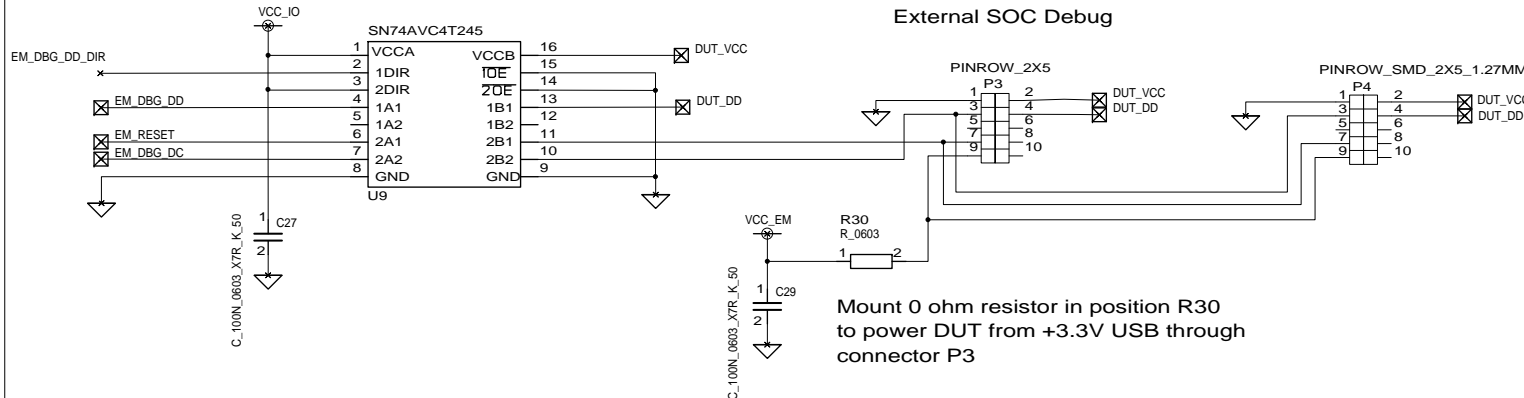 External SOC Debug
VCC_IO
SN74AVC4T245
EM_DBG_DD_DIR
1 VCCA VCCB 16 DUT_VCC
2 1DIR 1OE 15
3 2DIR 2OE 14
EM_DBG_DD 4 1A1 1B1 13 DUT_DD
5 1A2 1B2 12
EM_RESET 6 2A1 2B1 11
EM_DBG_DC 7 2A2 2B2 10
8 GND GND 9
U9
C_100N_0603_X7R_K_50
1 C27
2
PINROW_2X5
P3
1 2 DUT_VCC
3 4 DUT_DD
5 6
7 8
9 10
PINROW_SMD_2X5_1.27MM
P4
1 2 DUT_VCC
3 4 DUT_DD
5 6
7 8
9 10
VCC_EM
R30
R_0603
1 2
C_100N_0603_X7R_K_50
1 C29
2
Mount 0 ohm resistor in position R30
to power DUT from +3.3V USB through
connector P3